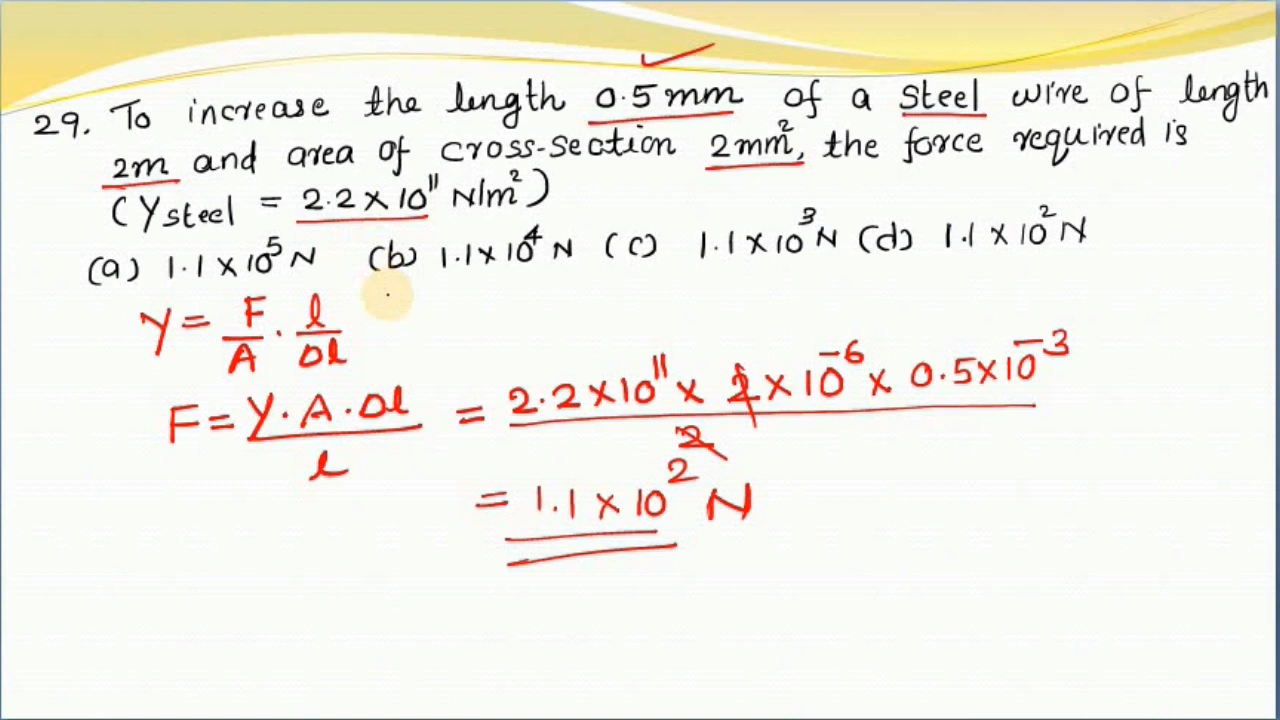 29. To increase the length 0.5mm of a steel wire of length
2m and area of cross-section 2mm², the force required is
(Ysteel = 2.2 × 10¹¹ N/m²)
(a) 1.1 × 10⁵ N (b) 1.1 × 10⁴ N (c) 1.1 × 10³ N (d) 1.1 × 10² N
Y = F/A · l/Δl
F = Y·A·Δl/l = 2.2 × 10¹¹ × 2 × 10⁻⁶ × 0.5 × 10⁻³/2
= 1.1 × 10² N